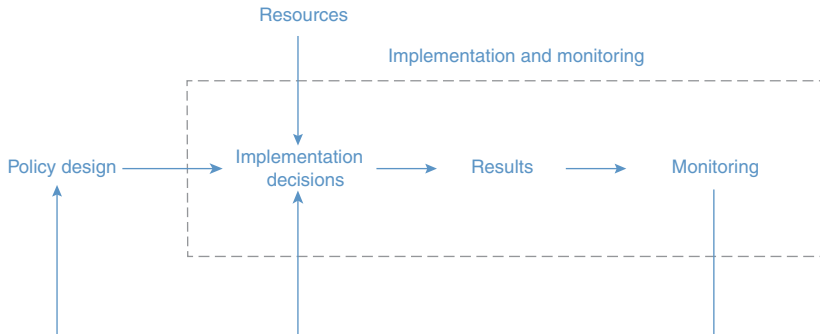 Resources
Implementation and monitoring
Policy design
Implementation
decisions
Results
Monitoring